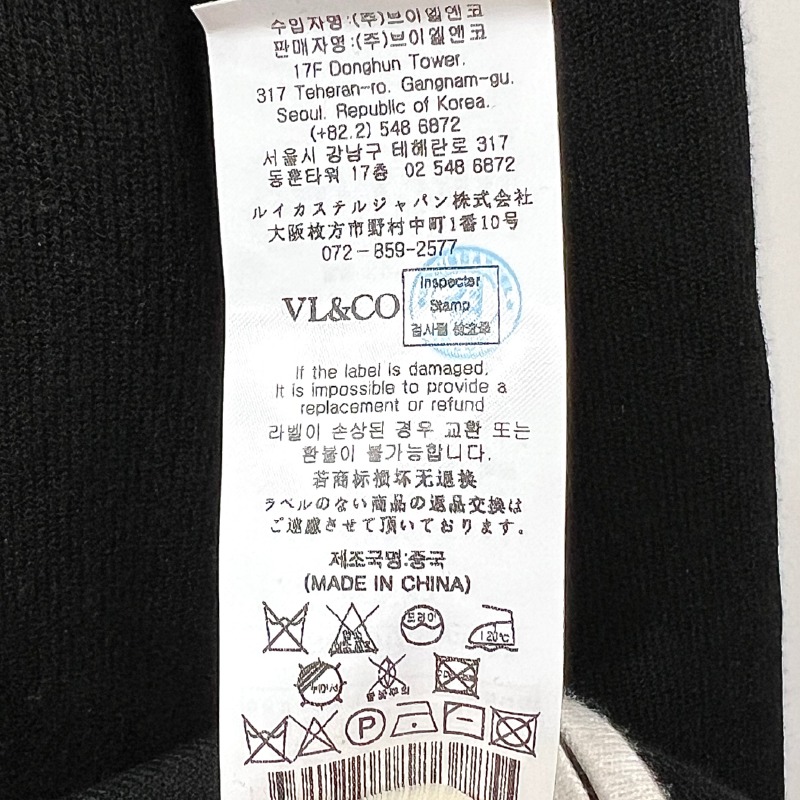 수입자명:(주)브이엘엔코
판매자명:(주)브이엘엔코
17F Donghun Tower.
317 Teheran-ro. Gangnam-gu.
Seoul. Republic of Korea.
(+82.2) 548 6872
서울시 강남구 테헤란로 317
동훈타워 17층 02 548 6872
ルイカステルジャパン株式会社
大阪枚方市野村中町1番10号
072-859-2577
VL&CO
Inspecter
Stamp
검사필 検査畢
If the label is damaged,
It is impossible to provide a
replacement or refund
라벨이 손상된 경우 교환 또는
환불이 불가능합니다.
若商标损坏无退换
ラベルのない商品の返品交換は
ご遠慮させて頂いております。
제조국명:중국
(MADE IN CHINA)
드라이
120℃
P